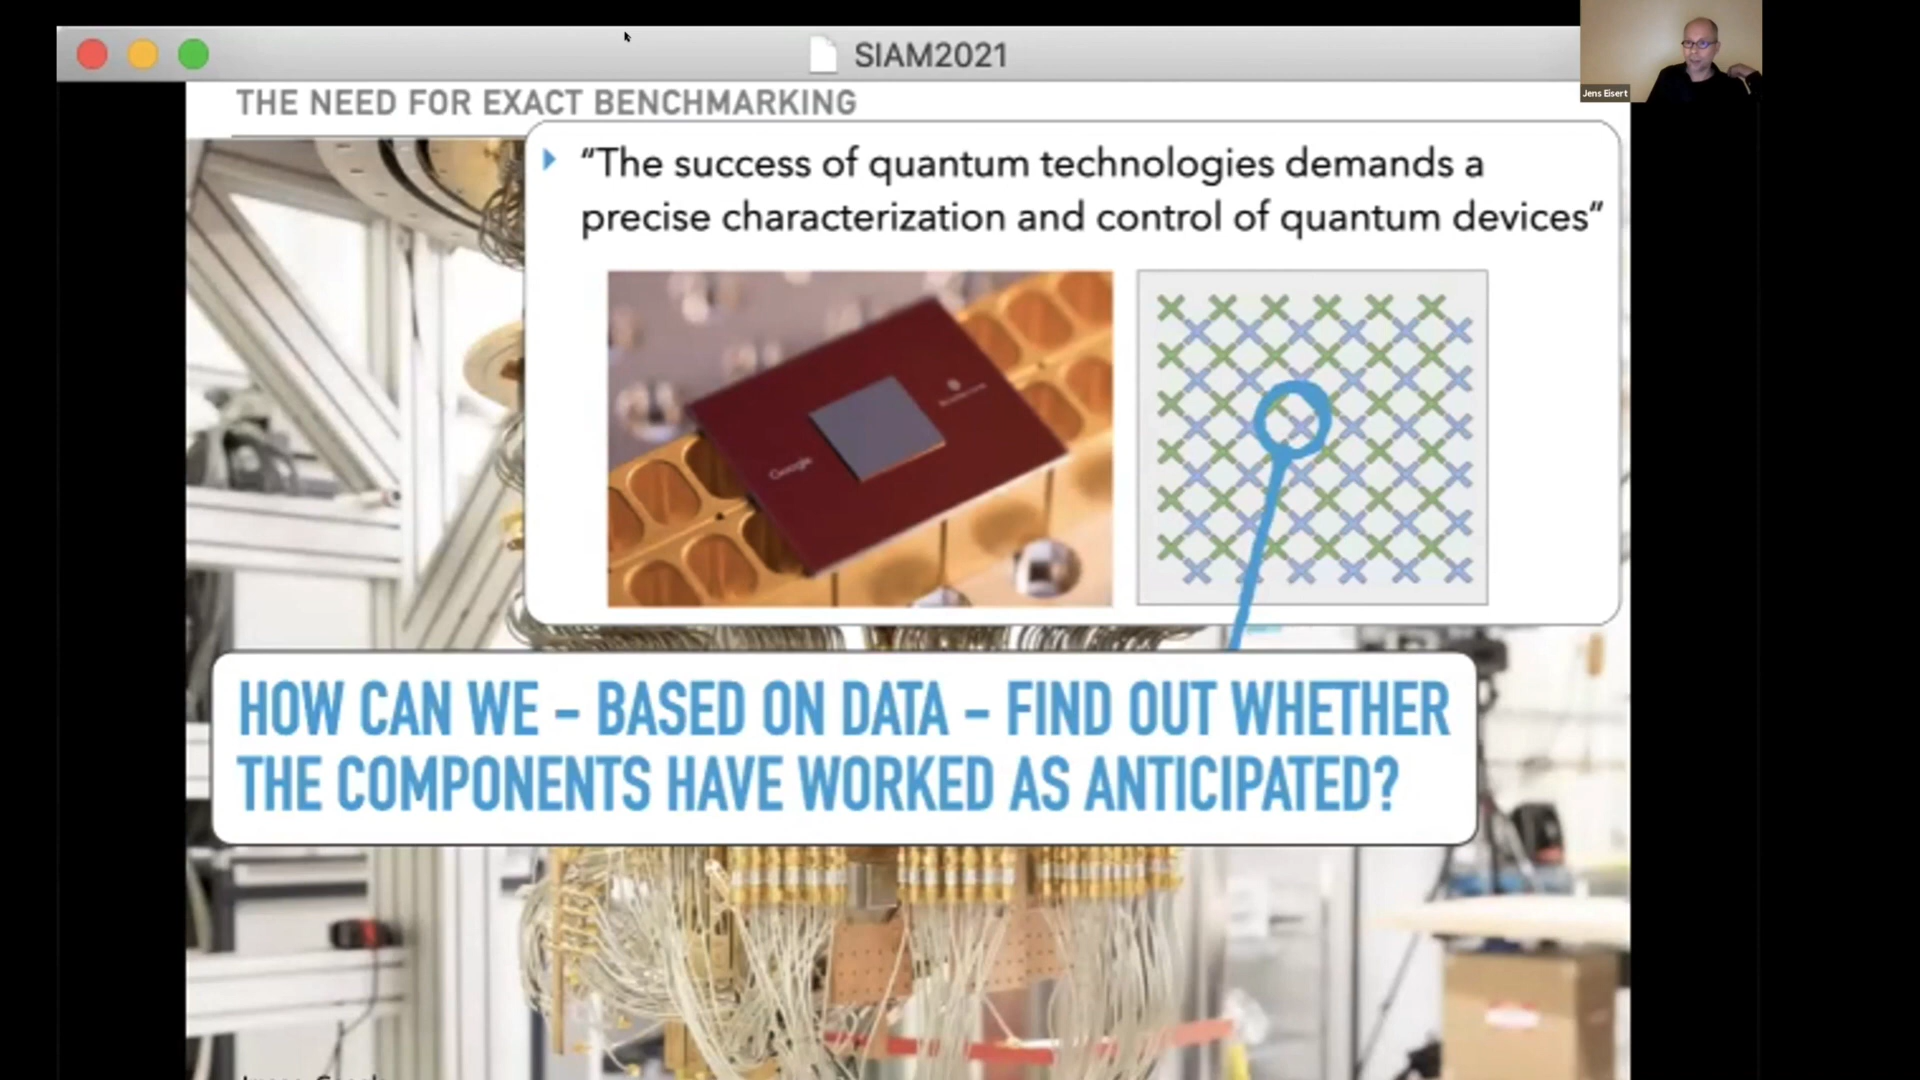 SIAM2021
Jens Eisert
THE NEED FOR EXACT BENCHMARKING
“The success of quantum technologies demands a
precise characterization and control of quantum devices“
Google
HOW CAN WE – BASED ON DATA – FIND OUT WHETHER
THE COMPONENTS HAVE WORKED AS ANTICIPATED?